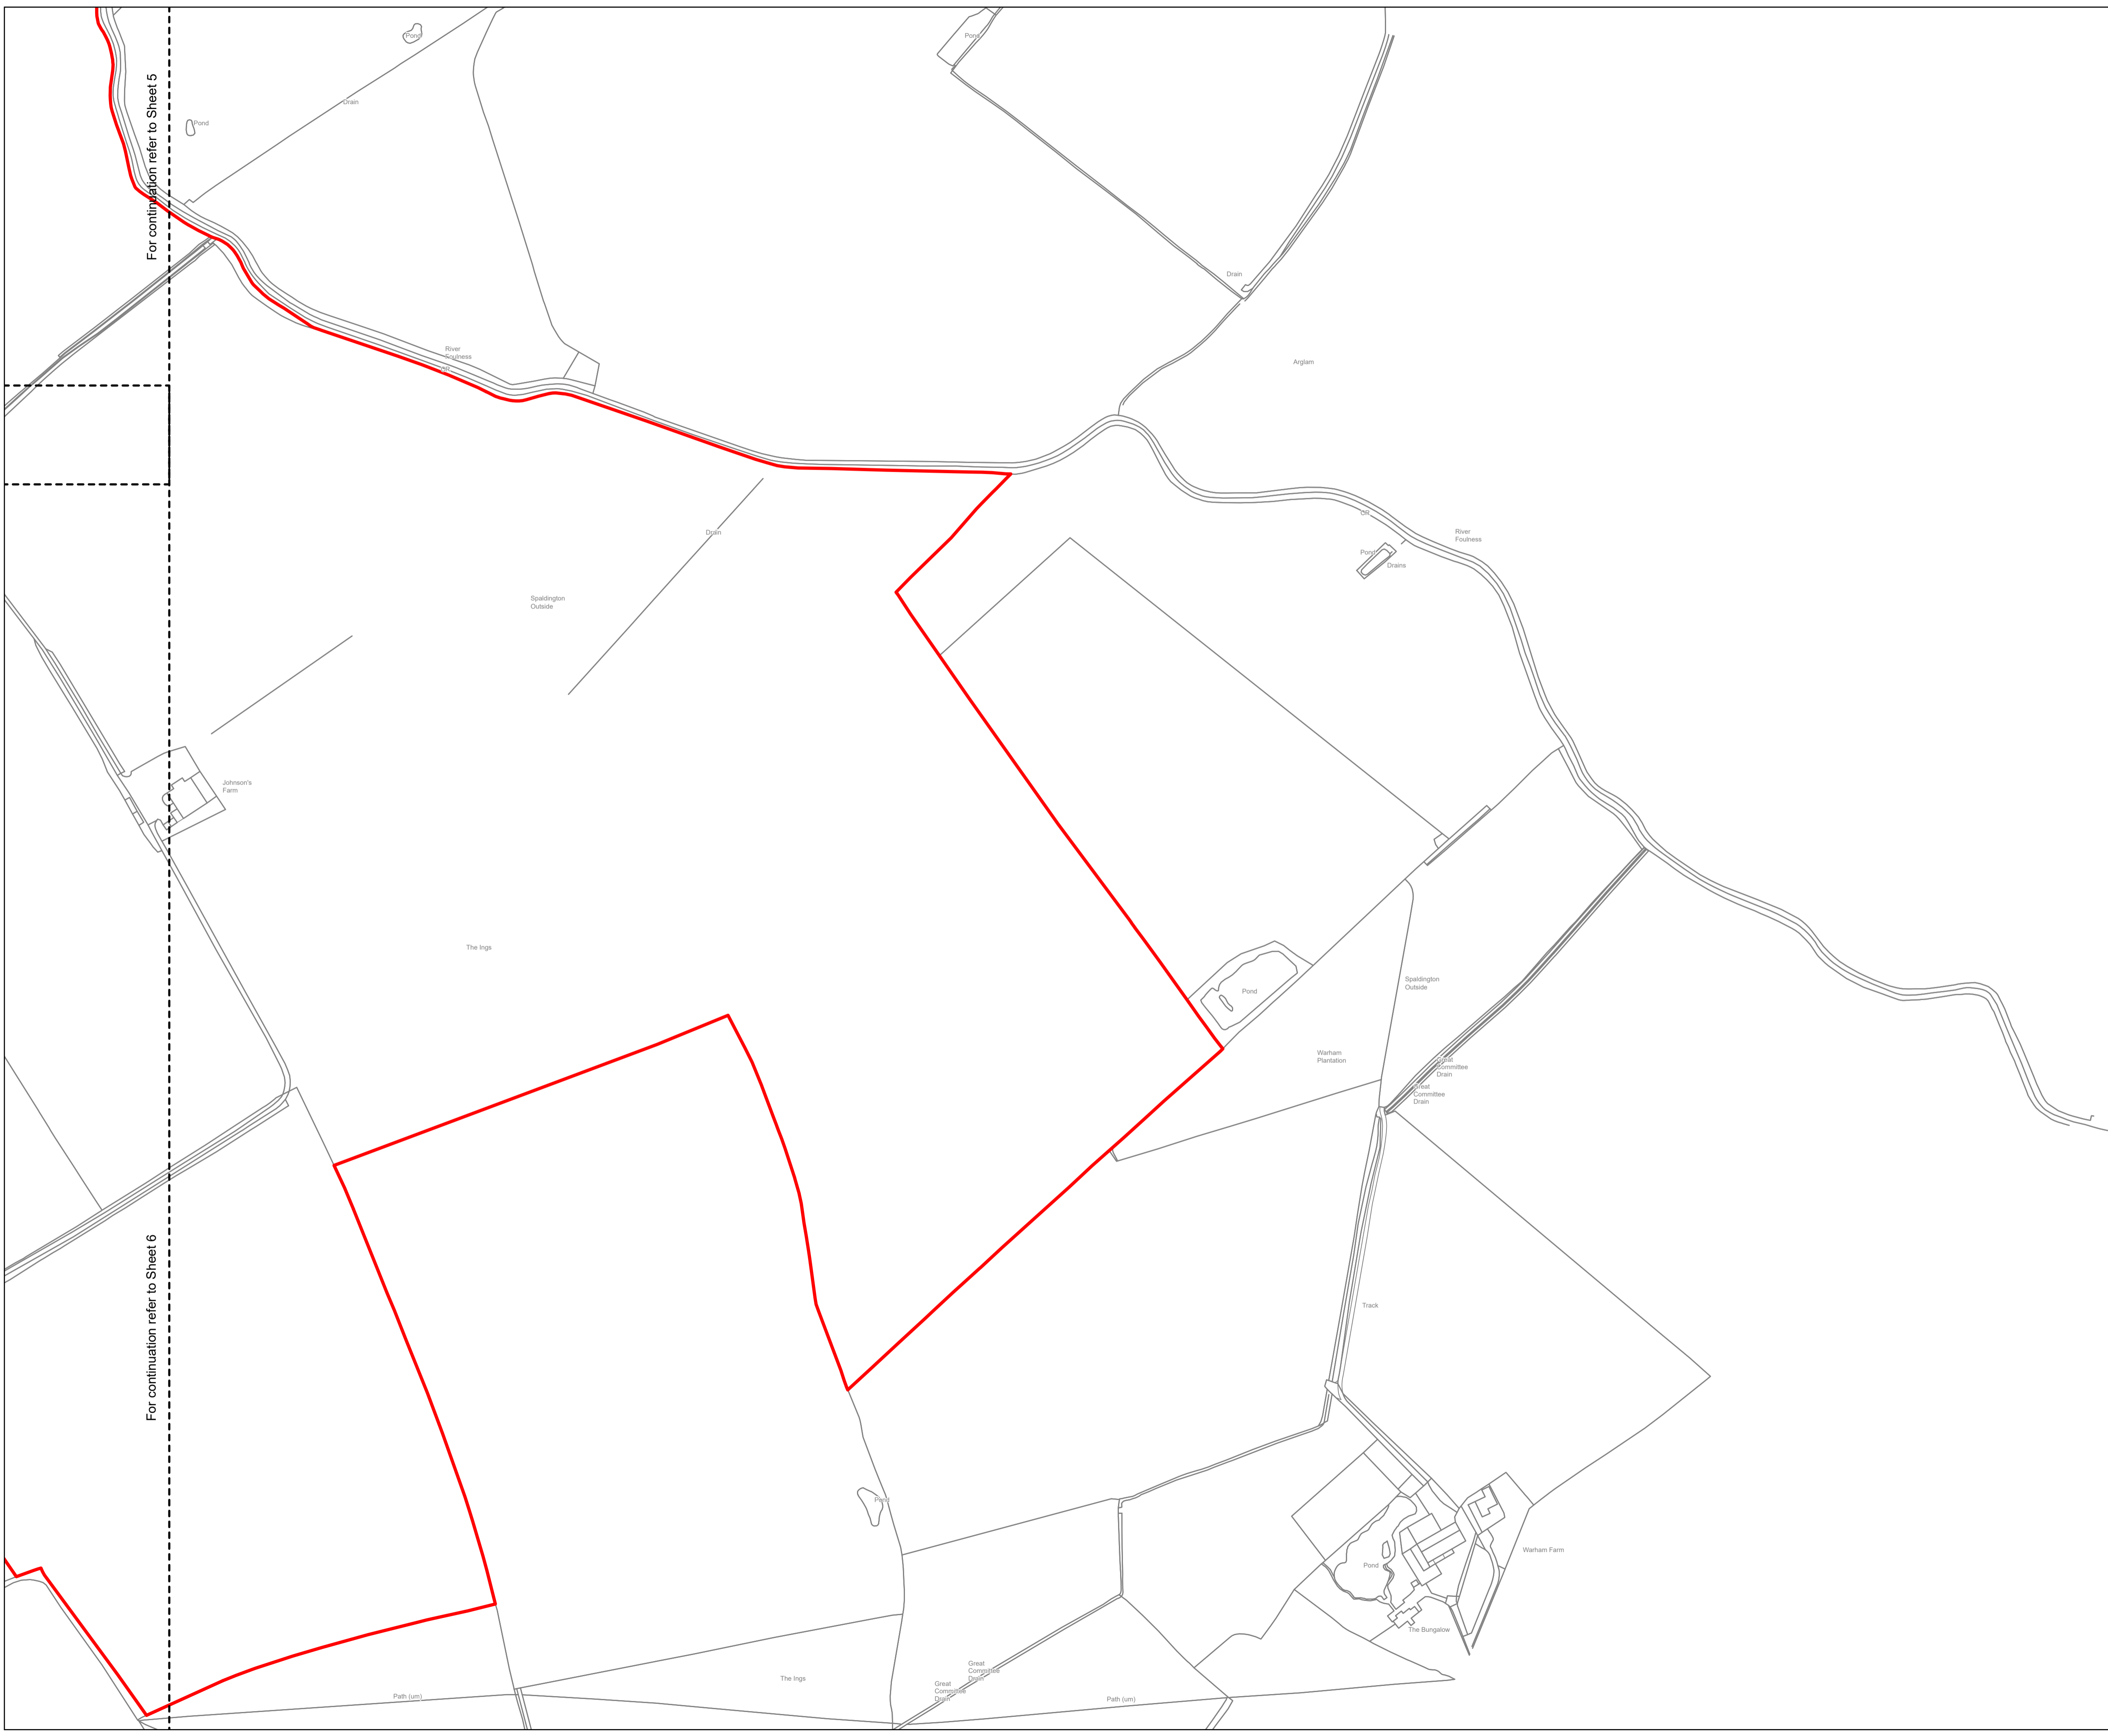 Pond
Pond
For continuation refer to Sheet 5
Drain
Pond
Drain
River
Foulness
CR
Arglam
CR
River
Foulness
Drain
Pond
Drains
Spaldington
Outside
Johnson's
Farm
The Ings
Spaldington
Outside
Pond
Warham
Plantation
Great
Committee
Drain
Great
Committee
Drain
For continuation refer to Sheet 6
Track
Pond
Warham Farm
Pond
The Bungalow
Great
Committee
Drain
The Ings
Great
Committee
Drain
Path (um)
Path (um)